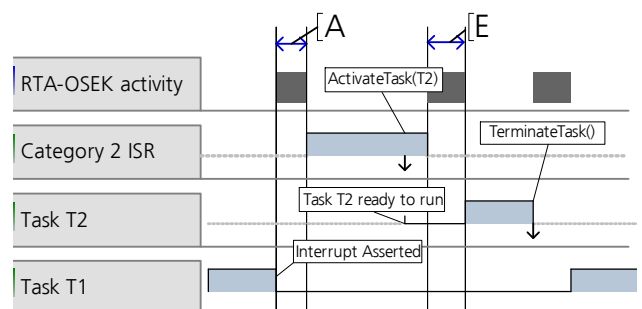 [A
[E
RTA-OSEK activity
ActivateTask(T2)
Category 2 ISR
TerminateTask()
Task T2 ready to run
Task T2
Interrupt Asserted
Task T1